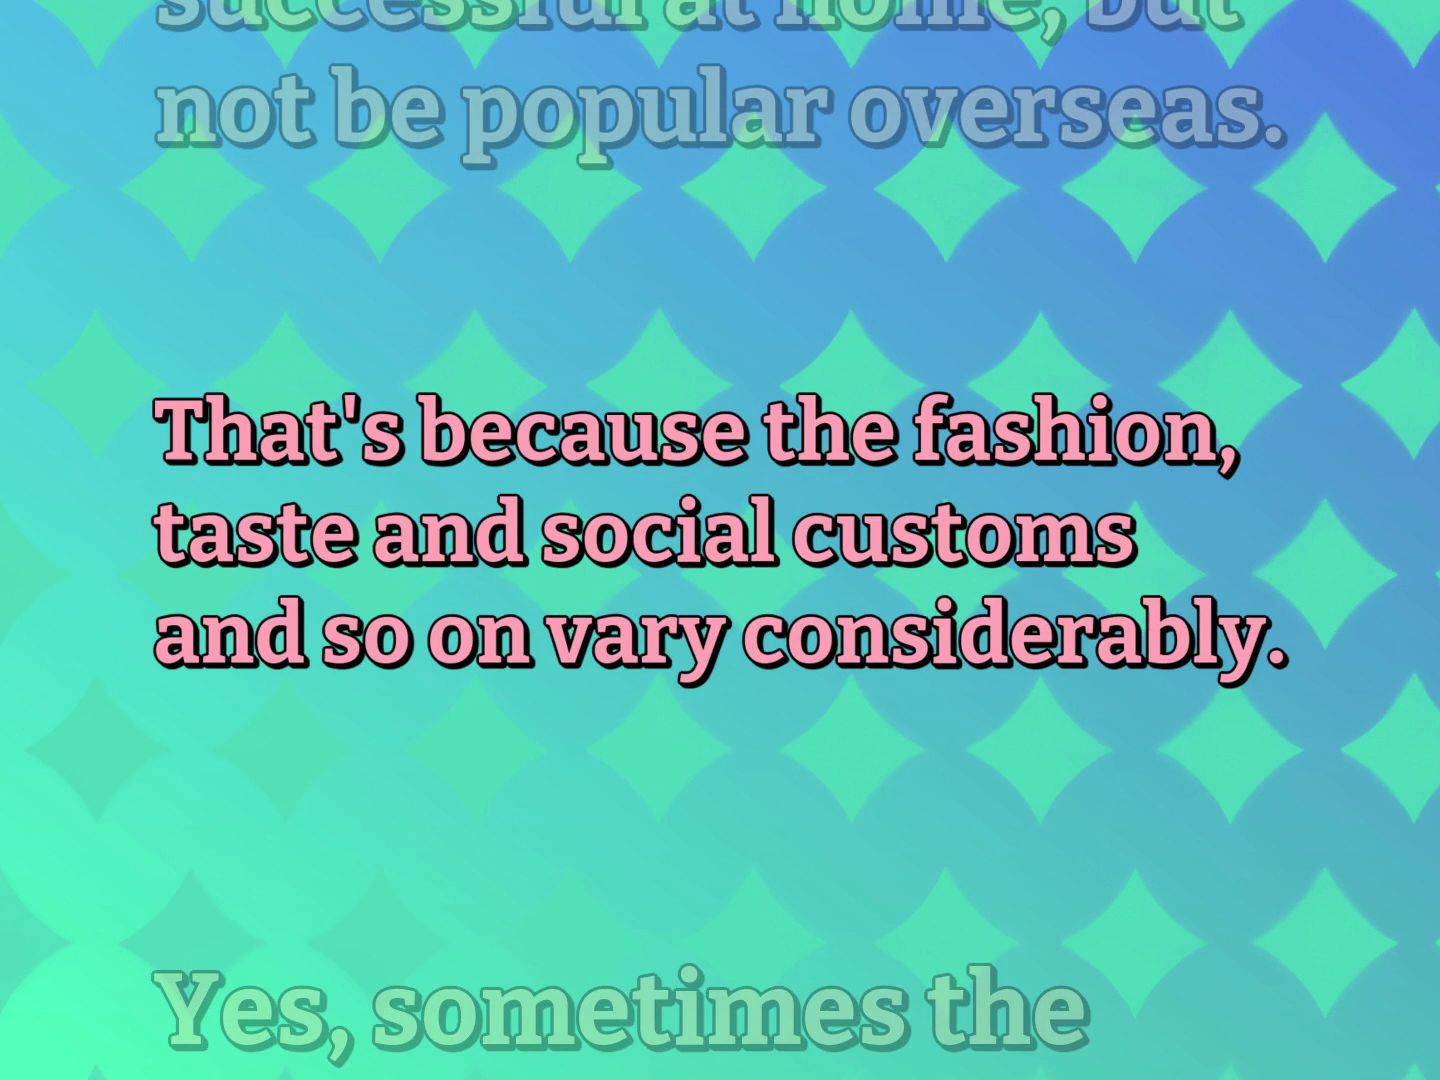 successful at home, but
not be popular overseas.
That's because the fashion,
taste and social customs
and so on vary considerably.
Yes, sometimes the